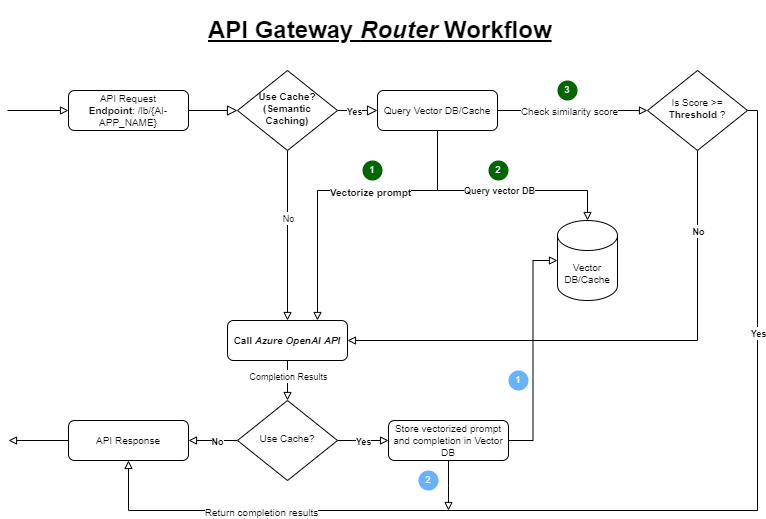 API Gateway Router Workflow
API Request
Endpoint: /lb/{AI-
APP_NAME}
Use Cache?
(Semantic
Caching)
Yes
Query Vector DB/Cache
3
Check similarity score
Is Score >=
Threshold ?
1
Vectorize prompt
2
Query vector DB
No
No
Vector
DB/Cache
Call Azure OpenAI API
Yes
Completion Results
1
API Response
No
Use Cache?
Yes
Store vectorized prompt
and completion in Vector
DB
2
Return completion results